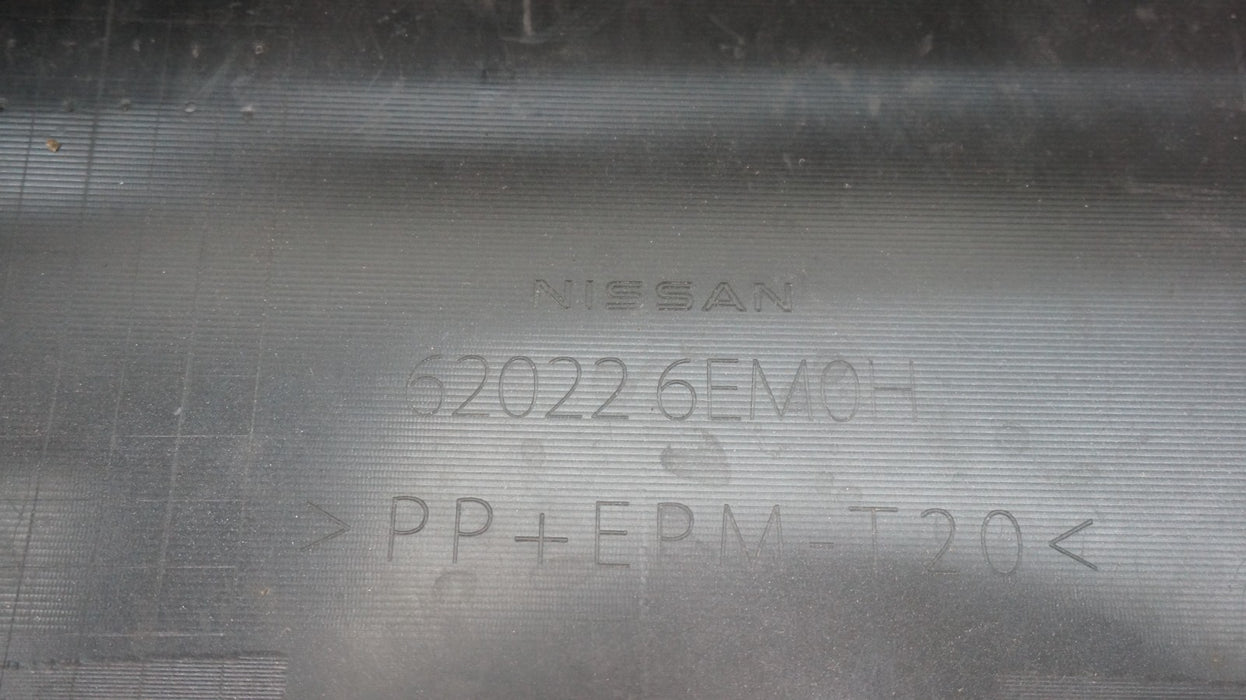 NISSAN
62022 6EM0H
>PP+EPM-T20<